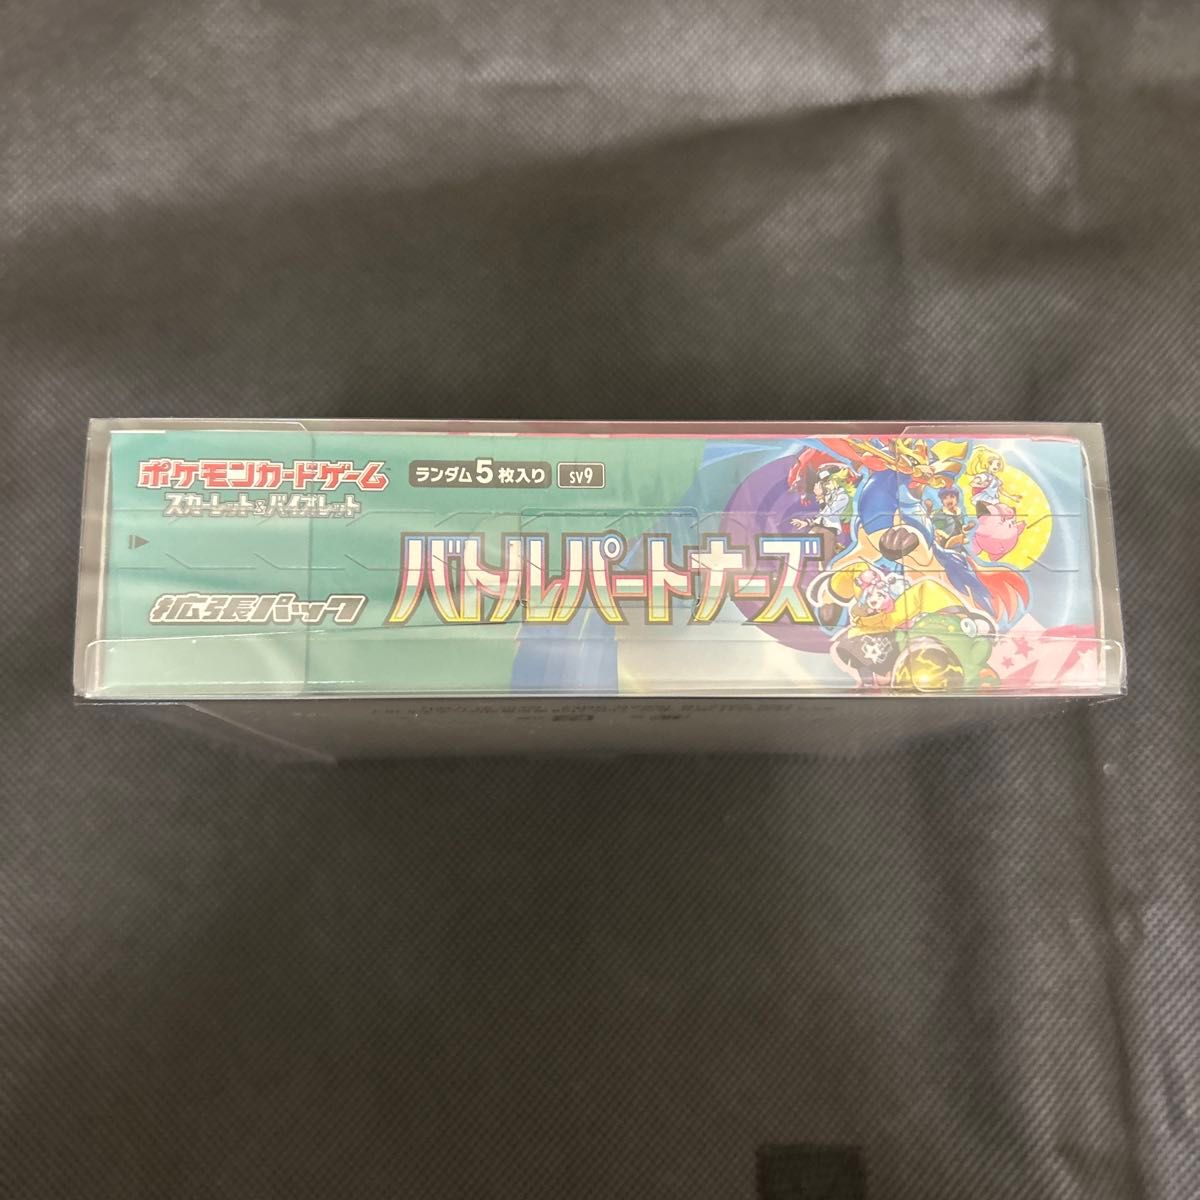 ポケモンカードゲーム
スカーレット&バイオレット
ランダム5枚入り
sv9
拡張パック
バトルパートナーズ